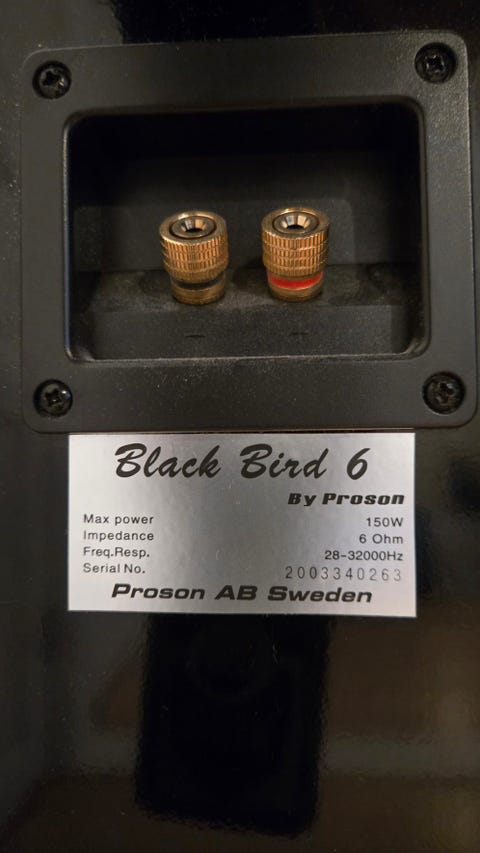 Black Bird 6
By Proson
Max power 150W
Impedance 6 Ohm
Freq.Resp. 28-32000Hz
Serial No. 2003340263
Proson AB Sweden